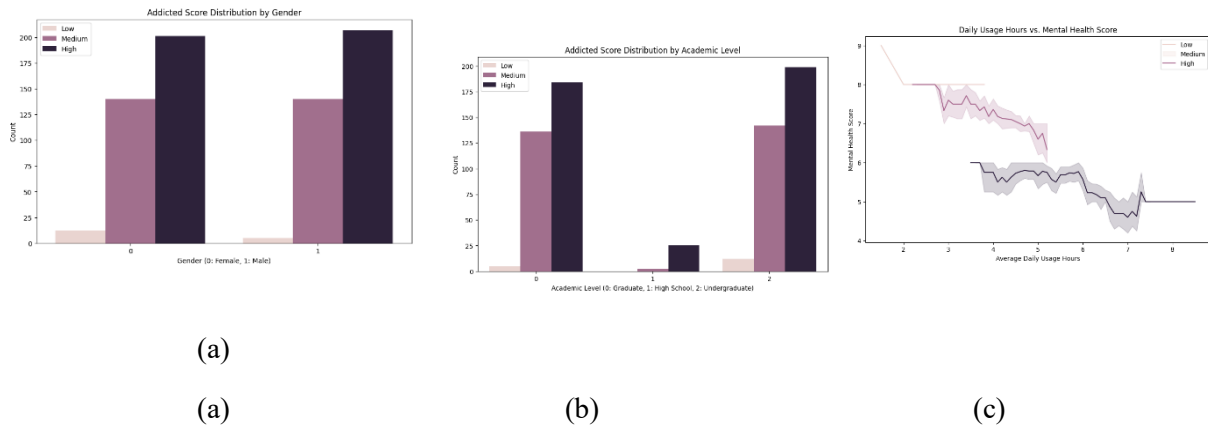 Addicted Score Distribution by Gender
Low
Medium
High
200
175
150
125
100
75
50
25
0
Count
0 1
Gender (0: Female, 1: Male)
Addicted Score Distribution by Academic Level
Low
Medium
High
200
175
150
125
100
75
50
25
0
Count
0 1 2
Academic Level (0: Graduate, 1: High School, 2: Undergraduate)
Daily Usage Hours vs. Mental Health Score
Low
Medium
High
9
8
7
6
5
4
Mental Health Score
2 3 4 5 6 7 8
Average Daily Usage Hours
(a)
(a) (b) (c)